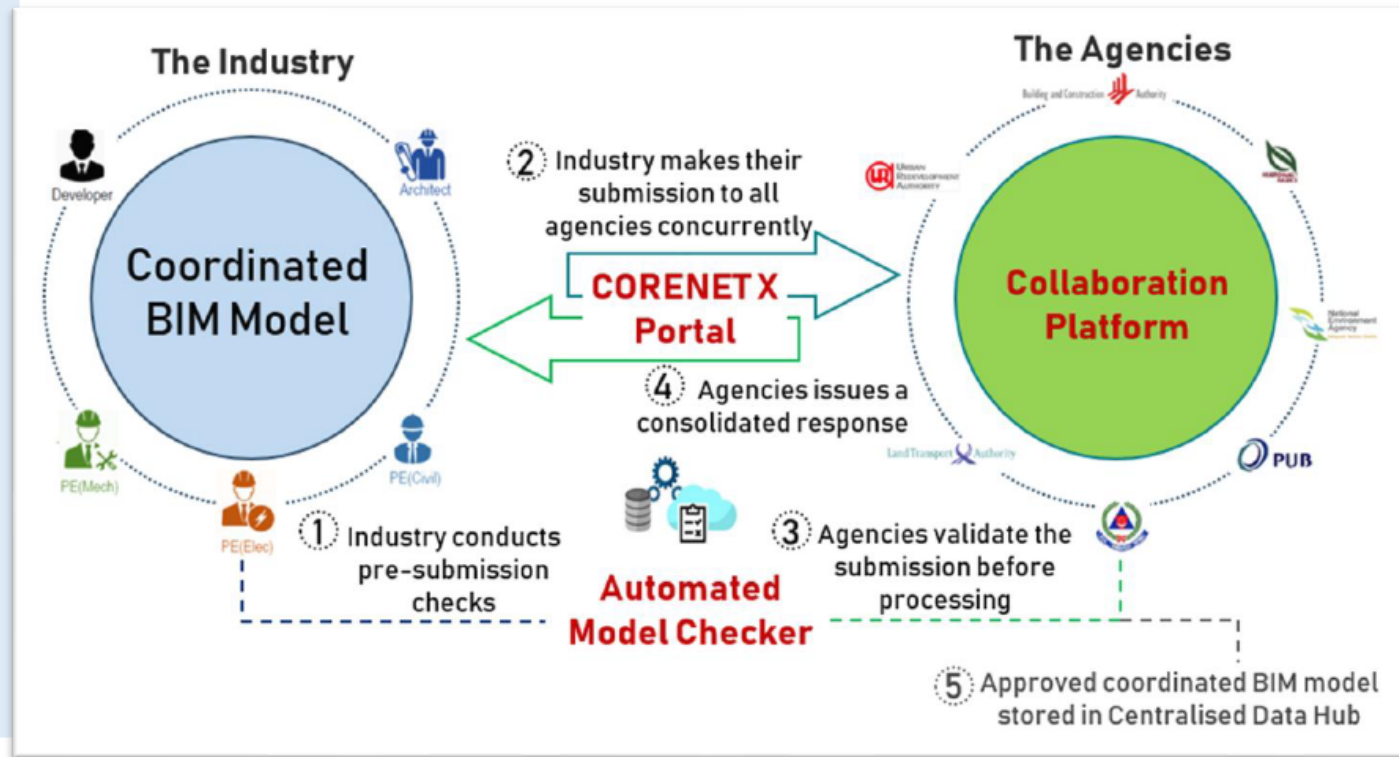 The Industry
The Agencies
Building and Construction Authority
Developer
Architect
URBAN
REDEVELOPMENT
AUTHORITY
2 Industry makes their
submission to all
agencies concurrently
Coordinated
BIM Model
CORENET X
Portal
Collaboration
Platform
National
Environment
Agency
4 Agencies issues a
consolidated response
PE(Mech)
PE(Civil)
PE(Elec)
Land Transport Authority
PUB
1 Industry conducts
pre-submission
checks
Automated
Model Checker
3 Agencies validate the
submission before
processing
5 Approved coordinated BIM model
stored in Centralised Data Hub